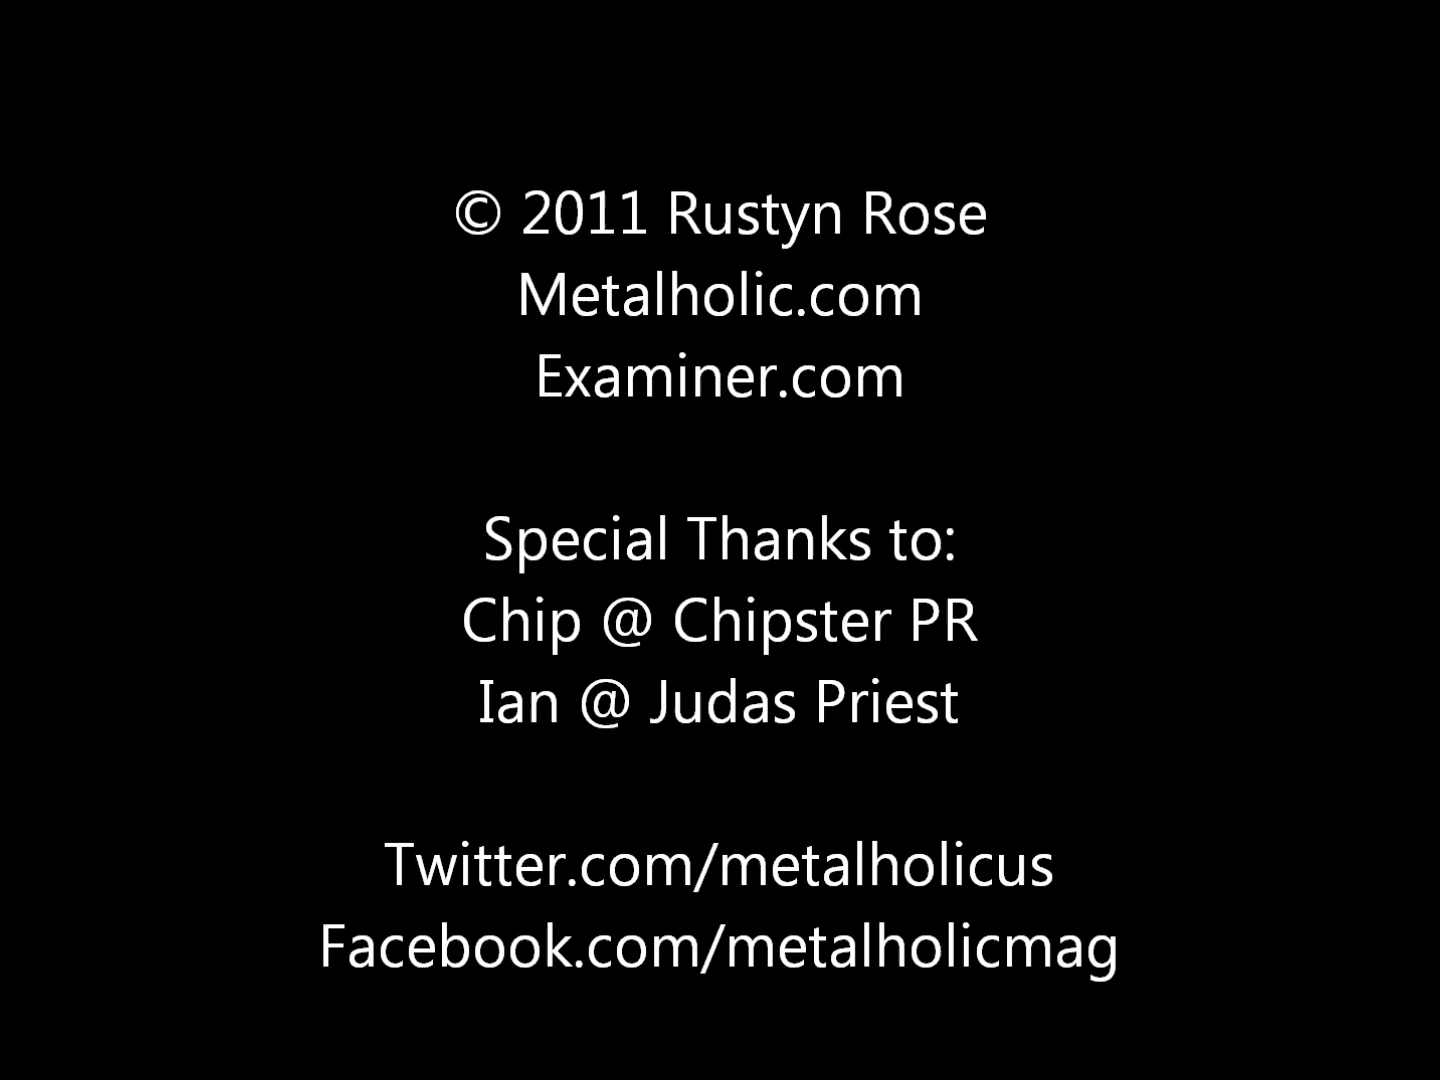 © 2011 Rustyn Rose
Metalholic.com
Examiner.com
Special Thanks to:
Chip @ Chipster PR
Ian @ Judas Priest
Twitter.com/metalholicus
Facebook.com/metalholicmag